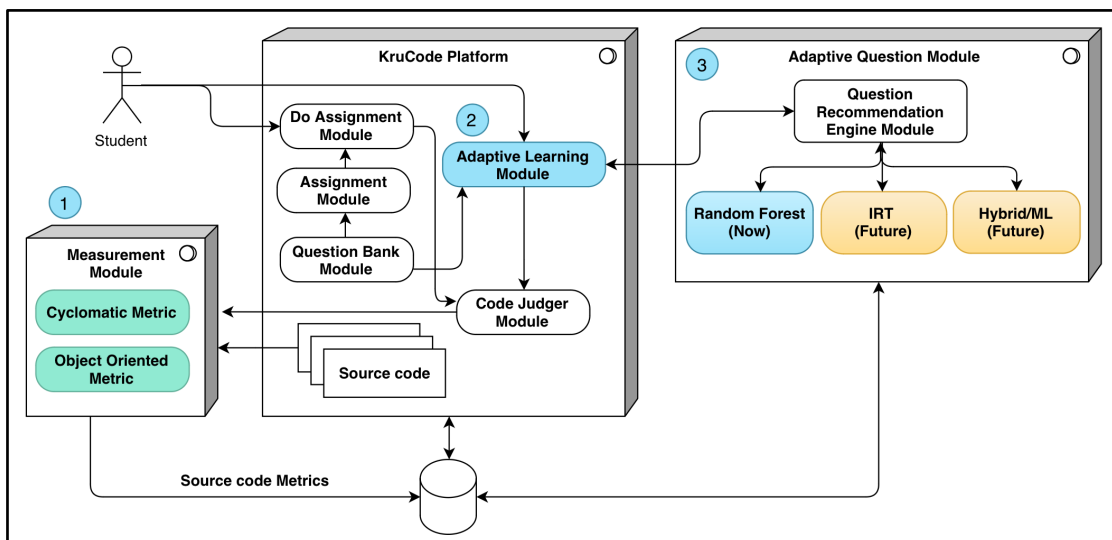 KruCode Platform
3
Adaptive Question Module
Student
Do Assignment
Module
2
Adaptive Learning
Module
Question
Recommendation
Engine Module
Assignment
Module
1
Random Forest
(Now)
IRT
(Future)
Hybrid/ML
(Future)
Measurement
Module
Question Bank
Module
Cyclomatic Metric
Code Judger
Module
Object Oriented
Metric
Source code
Source code Metrics